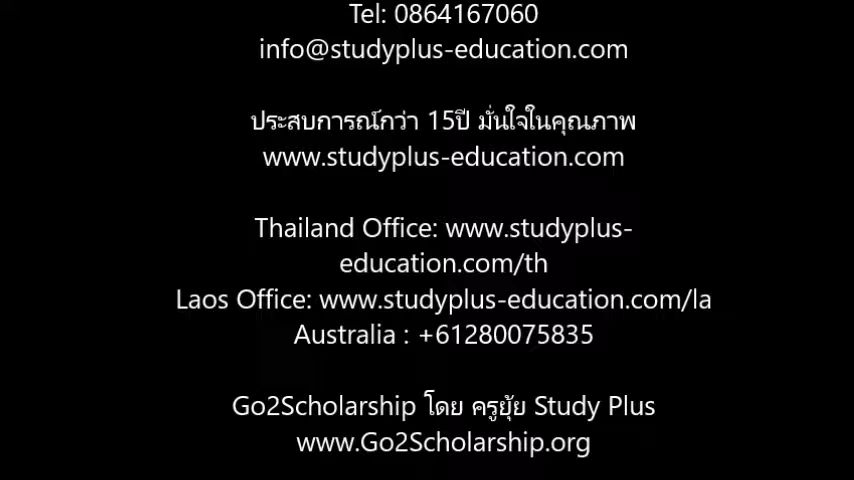 Tel: 0864167060
info@studyplus-education.com
ประสบการณ์กว่า 15ปี มั่นใจในคุณภาพ
www.studyplus-education.com
Thailand Office: www.studyplus-
education.com/th
Laos Office: www.studyplus-education.com/la
Australia : +61280075835
Go2Scholarship โดย ครูยุ้ย Study Plus
www.Go2Scholarship.org